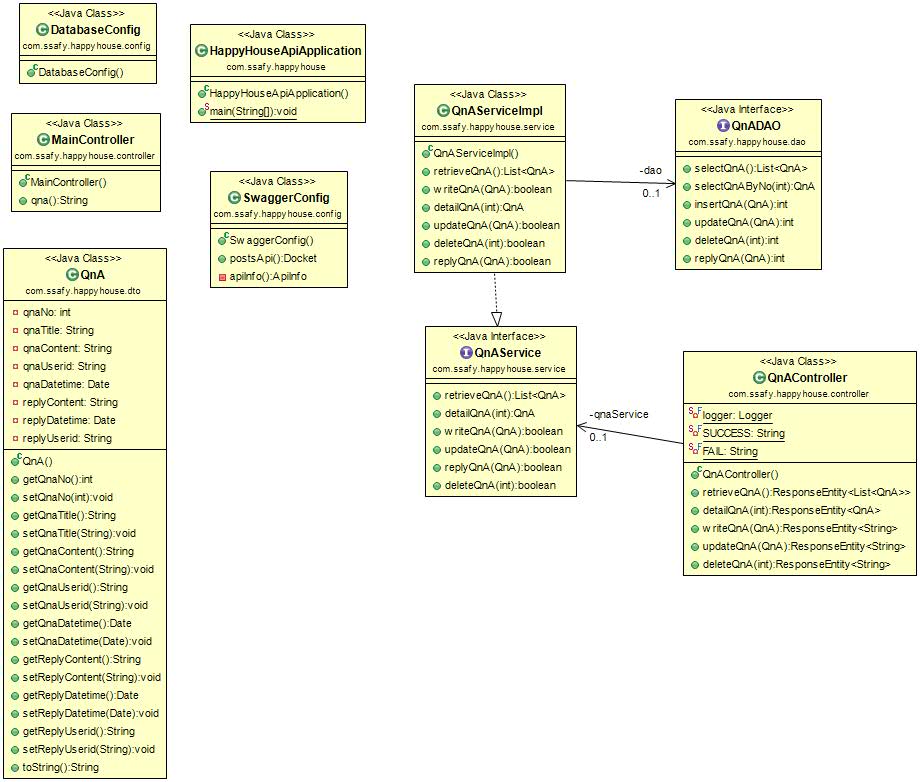 <<Java Class>>
DatabaseConfig
com.ssafy.happyhouse.config
DatabaseConfig()
<<Java Class>>
HappyHouseApiApplication
com.ssafy.happyhouse
HappyHouseApiApplication()
main(String[]):void
<<Java Class>>
MainController
com.ssafy.happyhouse.controller
MainController()
qna():String
<<Java Class>>
SwaggerConfig
com.ssafy.happyhouse.config
SwaggerConfig()
postsApi():Docket
apiInfo():ApiInfo
<<Java Class>>
QnAServiceImpl
com.ssafy.happyhouse.service
QnAServiceImpl()
retrieveQnA():List<QnA>
writeQnA(QnA):boolean
detailQnA(int):QnA
updateQnA(QnA):boolean
deleteQnA(int):boolean
replyQnA(QnA):boolean
-dao
0..1
<<Java Interface>>
QnADAO
com.ssafy.happyhouse.dao
selectQnA():List<QnA>
selectQnAByNo(int):QnA
insertQnA(QnA):int
updateQnA(QnA):int
deleteQnA(int):int
replyQnA(QnA):int
<<Java Class>>
QnA
com.ssafy.happyhouse.dto
qnaNo: int
qnaTitle: String
qnaContent: String
qnaUserid: String
qnaDatetime: Date
replyContent: String
replyDatetime: Date
replyUserid: String
QnA()
getQnaNo():int
setQnaNo(int):void
getQnaTitle():String
setQnaTitle(String):void
getQnaContent():String
setQnaContent(String):void
getQnaUserid():String
setQnaUserid(String):void
getQnaDatetime():Date
setQnaDatetime(Date):void
getReplyContent():String
setReplyContent(String):void
getReplyDatetime():Date
setReplyDatetime(Date):void
getReplyUserid():String
setReplyUserid(String):void
toString():String
<<Java Interface>>
QnAService
com.ssafy.happyhouse.service
retrieveQnA():List<QnA>
detailQnA(int):QnA
writeQnA(QnA):boolean
updateQnA(QnA):boolean
replyQnA(QnA):boolean
deleteQnA(int):boolean
-qnaService
0..1
<<Java Class>>
QnAController
com.ssafy.happyhouse.controller
logger: Logger
SUCCESS: String
FAIL: String
QnAController()
retrieveQnA():ResponseEntity<List<QnA>>
detailQnA(int):ResponseEntity<QnA>
writeQnA(QnA):ResponseEntity<String>
updateQnA(QnA):ResponseEntity<String>
deleteQnA(int):ResponseEntity<String>